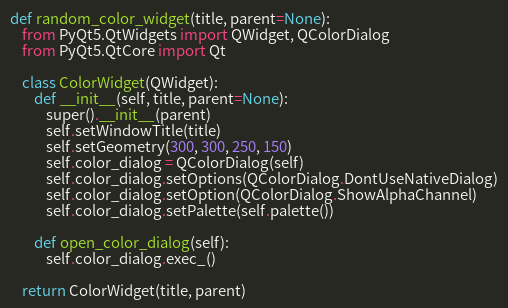 def random_color_widget(title, parent=None):
    from PyQt5.QtWidgets import QWidget, QColorDialog
    from PyQt5.QtCore import Qt

    class ColorWidget(QWidget):
        def __init__(self, title, parent=None):
            super().__init__(parent)
            self.setWindowTitle(title)
            self.setGeometry(300, 300, 250, 150)
            self.color_dialog = QColorDialog(self)
            self.color_dialog.setOptions(QColorDialog.DontUseNativeDialog)
            self.color_dialog.setOption(QColorDialog.ShowAlphaChannel)
            self.color_dialog.setPalette(self.palette())

        def open_color_dialog(self):
            self.color_dialog.exec_()

    return ColorWidget(title, parent)